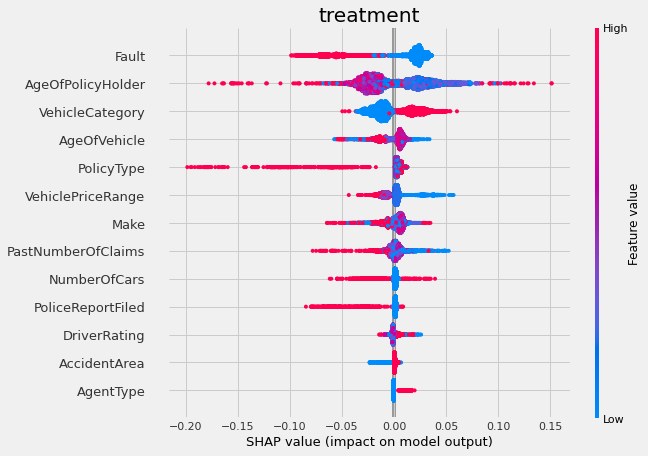 treatment
High
Fault
AgeOfPolicyHolder
VehicleCategory
AgeOfVehicle
PolicyType
VehiclePriceRange
Make
PastNumberOfClaims
NumberOfCars
PoliceReportFiled
DriverRating
AccidentArea
AgentType
Feature value
Low
−0.20 −0.15 −0.10 −0.05 0.00 0.05 0.10 0.15
SHAP value (impact on model output)